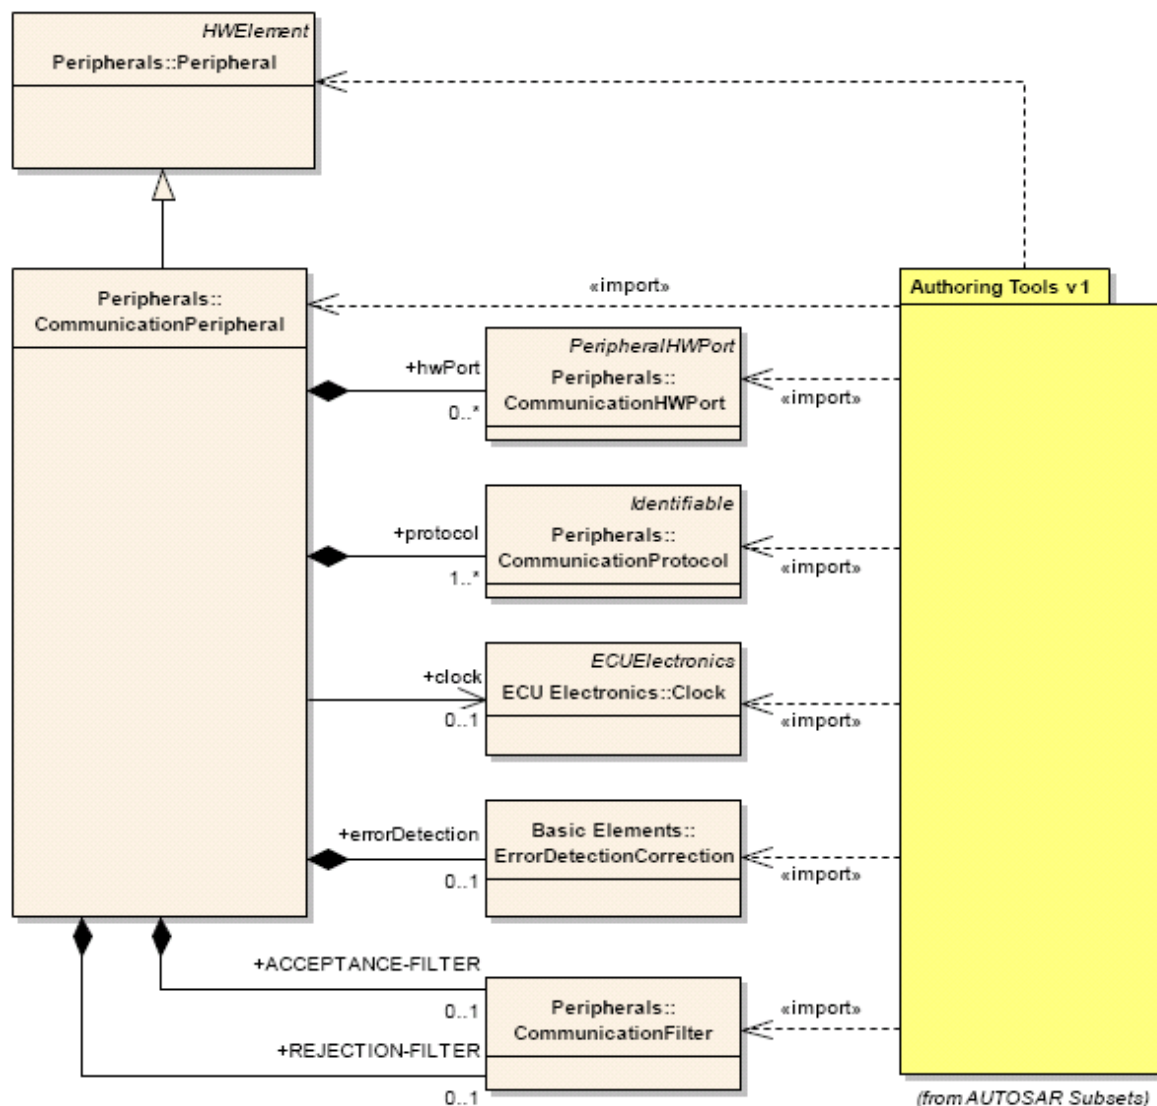 HWElement
Peripherals::Peripheral
Peripherals::
CommunicationPeripheral
«import»
Authoring Tools v1
+hwPort
0..*
PeripheralHWPort
Peripherals::
CommunicationHWPort
«import»
+protocol
1..*
Identifiable
Peripherals::
CommunicationProtocol
«import»
+clock
0..1
ECUElectronics
ECU Electronics::Clock
«import»
+errorDetection
0..1
Basic Elements::
ErrorDetectionCorrection
«import»
+ACCEPTANCE-FILTER
0..1
+REJECTION-FILTER
0..1
Peripherals::
CommunicationFilter
«import»
(from AUTOSAR Subsets)